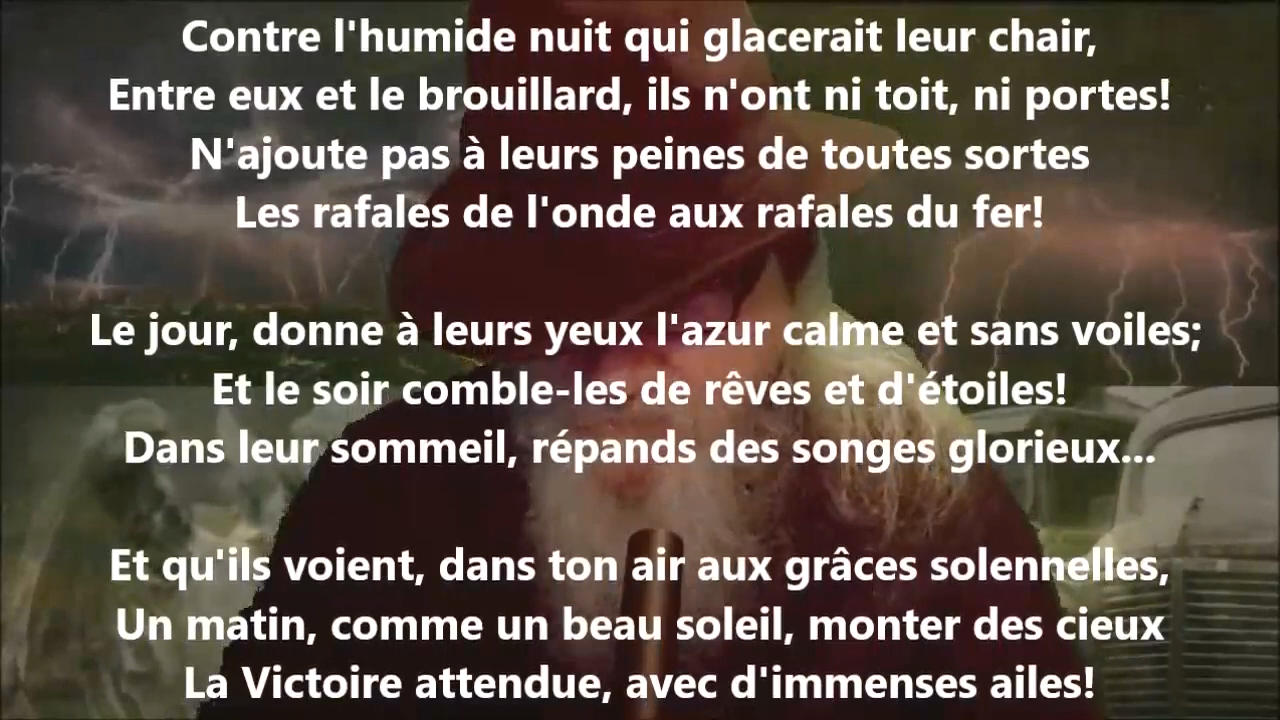 Contre l'humide nuit qui glacerait leur chair,
Entre eux et le brouillard, ils n'ont ni toit, ni portes!
N'ajoute pas à leurs peines de toutes sortes
Les rafales de l'onde aux rafales du fer!
Le jour, donne à leurs yeux l'azur calme et sans voiles;
Et le soir comble-les de rêves et d'étoiles!
Dans leur sommeil, répands des songes glorieux...
Et qu'ils voient, dans ton air aux grâces solennelles,
Un matin, comme un beau soleil, monter des cieux
La Victoire attendue, avec d'immenses ailes!